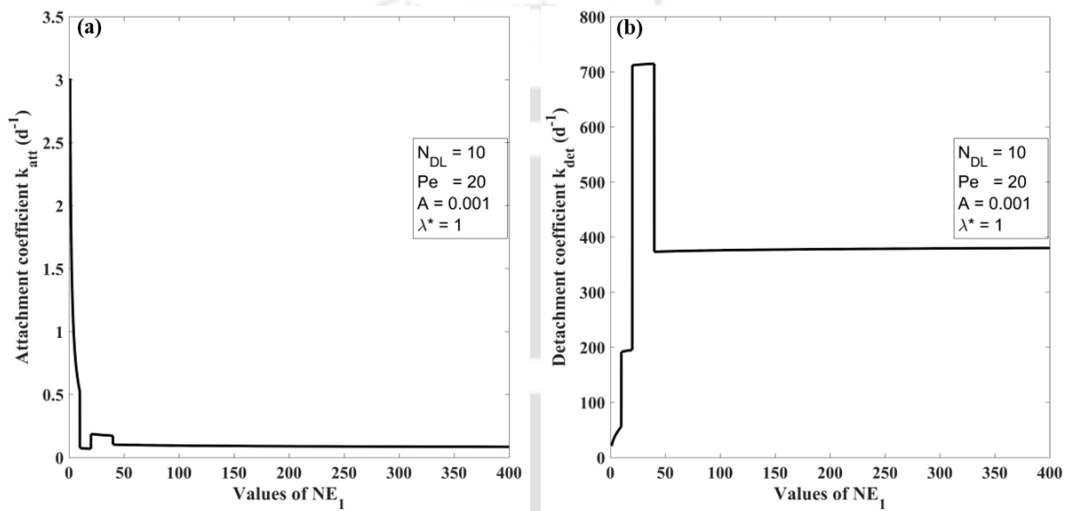 (a)
3.5
3
2.5
2
1.5
1
0.5
0
0 50 100 150 200 250 300 350 400
Attachment coefficient k_att (d^-1)
Values of NE_1
N_DL = 10
Pe = 20
A = 0.001
λ* = 1
(b)
800
700
600
500
400
300
200
100
0
0 50 100 150 200 250 300 350 400
Detachment coefficient k_det (d^-1)
Values of NE_1
N_DL = 10
Pe = 20
A = 0.001
λ* = 1